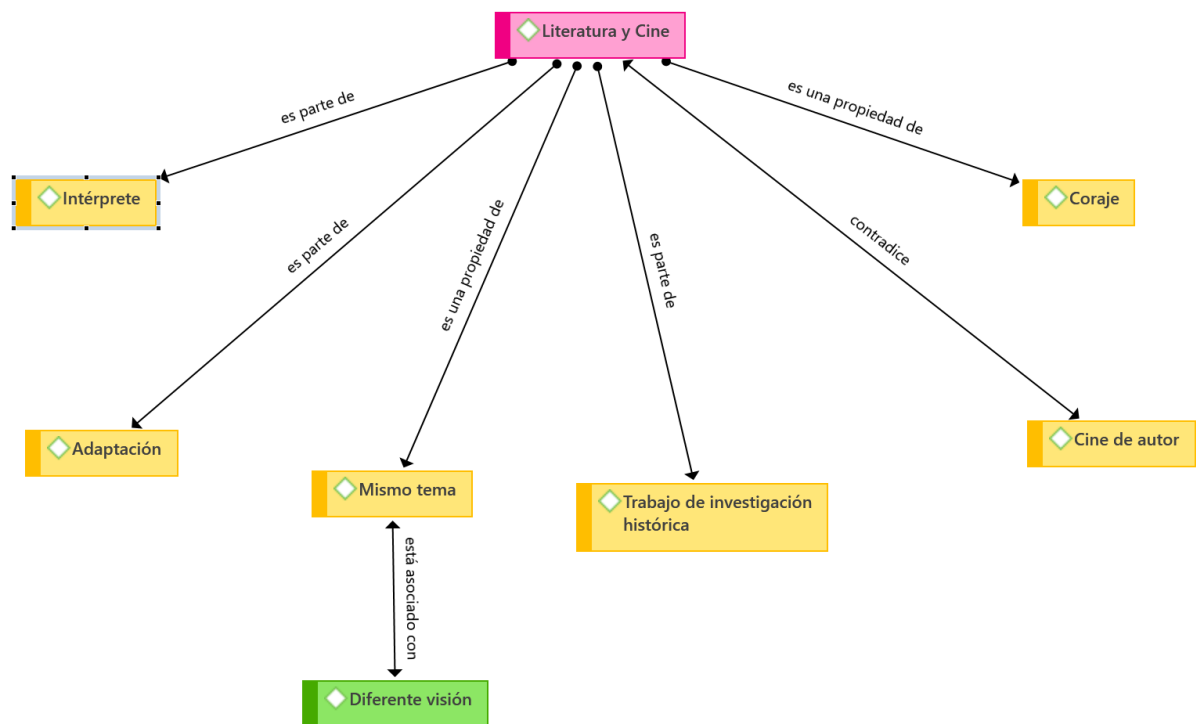 Literatura y Cine
es parte de
es una propiedad de
Intérprete
Coraje
es parte de
es una propiedad de
es parte de
contradice
Adaptación
Cine de autor
Mismo tema
Trabajo de investigación
histórica
está asociado con
Diferente visión